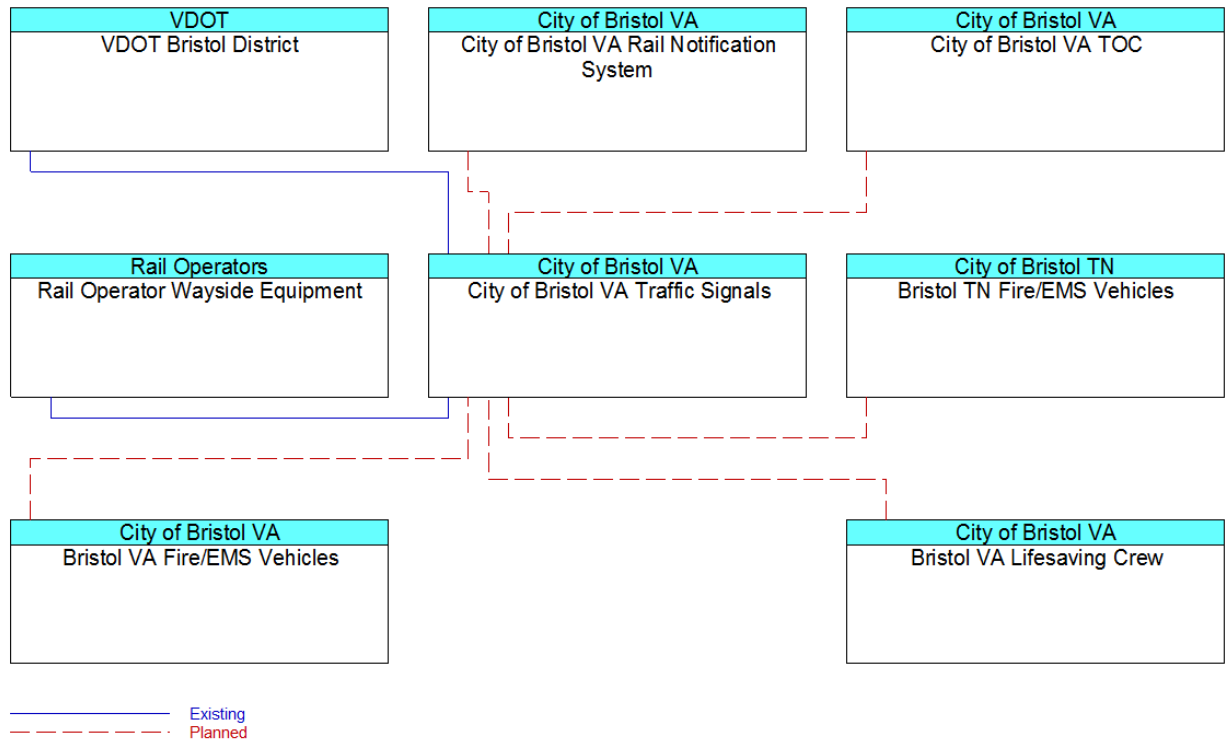 VDOT
VDOT Bristol District
City of Bristol VA
City of Bristol VA Rail Notification
System
City of Bristol VA
City of Bristol VA TOC
Rail Operators
Rail Operator Wayside Equipment
City of Bristol VA
City of Bristol VA Traffic Signals
City of Bristol TN
Bristol TN Fire/EMS Vehicles
City of Bristol VA
Bristol VA Fire/EMS Vehicles
City of Bristol VA
Bristol VA Lifesaving Crew
Existing
Planned